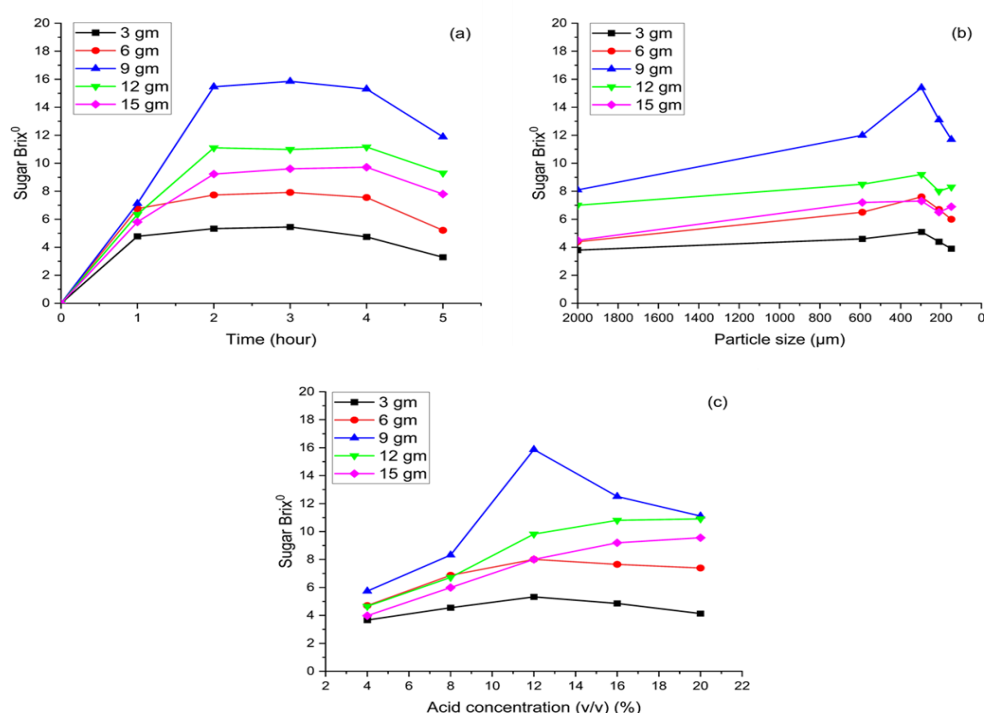 (a)
3 gm
6 gm
9 gm
12 gm
15 gm
20
18
16
14
12
10
8
6
4
2
0
Sugar Brix⁰
0 1 2 3 4 5
Time (hour)
(b)
3 gm
6 gm
9 gm
12 gm
15 gm
20
18
16
14
12
10
8
6
4
2
0
Sugar Brix⁰
2000 1800 1600 1400 1200 1000 800 600 400 200 0
Particle size (µm)
(c)
3 gm
6 gm
9 gm
12 gm
15 gm
20
18
16
14
12
10
8
6
4
2
0
Sugar Brix⁰
2 4 6 8 10 12 14 16 18 20 22
Acid concentration (v/v) (%)